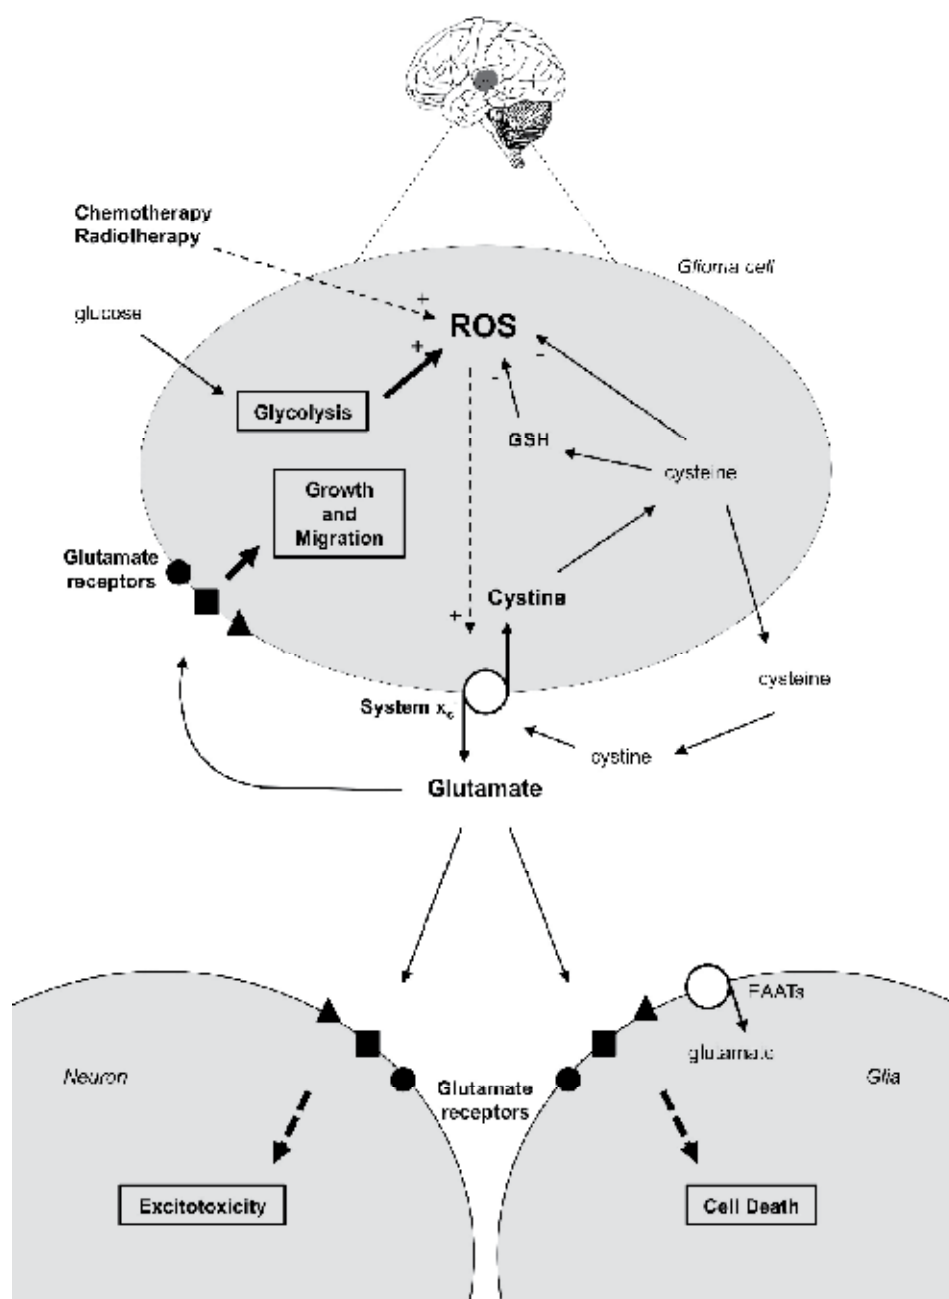 Chemotherapy
Radiotherapy
Glioma cell
+
glucose
ROS
+
-
-
Glycolysis
GSH
cysteine
Growth
and
Migration
Glutamate
receptors
Cystine
+
cysteine
System xc-
cystine
Glutamate
EAATs
glutamate
Neuron
Glutamate
receptors
Glia
Excitotoxicity
Cell Death